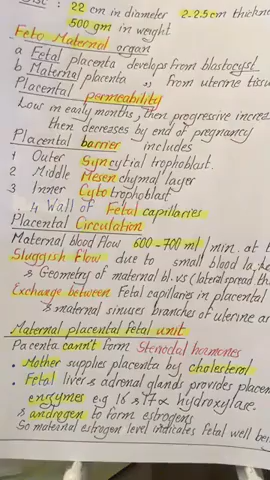 Disc : 22 cm in diameter 2-2.5 cm thickne
500 gm in weight
Feto Maternal organ
a Fetal placenta develops from blastocyst
b Maternal placenta ,, from uterine tissu
Placental permeability
Low in early months, then progressive increa
then decreases by end of pregnancy
Placental barrier includes
1 Outer Syncytial trophoblast.
2 Middle Mesenchymal layer
3 Inner Cytotrophoblast
4 Wall of Fetal capillaries
Placental Circulation
Maternal blood flow 600-700 ml min. at t
Sluggish Flow due to small blood la
& Geometry of maternal bl. vs (lateral spread th
Exchange between Fetal capillaries in placental
& maternal sinuses branches of uterine ar
Maternal placental fetal unit
Pacenta cann't form Steriodal hormones
• Mother supplies placenta by cholesterol
• Fetal liver & adrenal glands provides placen
enzymes e.g 16 & 17α hydroxylase.
& androgen to form estrogens
So maternal estrogen level indicates fetal well bei